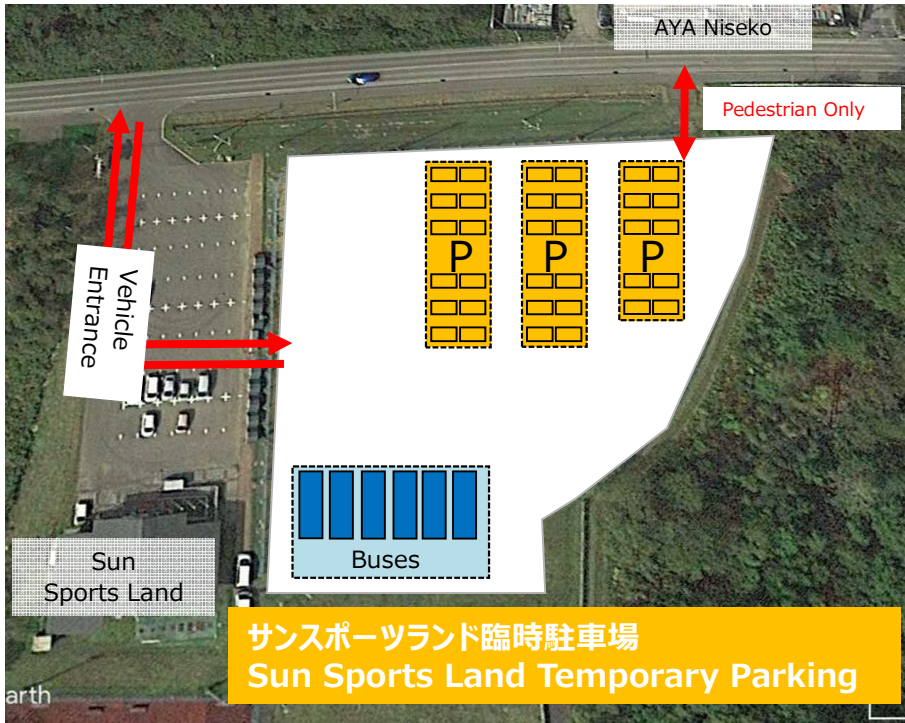 AYA Niseko
Pedestrian Only
P P P
Vehicle
Entrance
Buses
Sun
Sports Land
サンスポーツランド臨時駐車場
Sun Sports Land Temporary Parking
arth